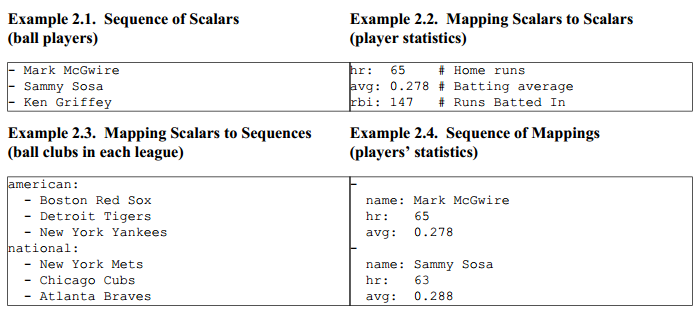 Example 2.1. Sequence of Scalars
(ball players)
- Mark McGwire
- Sammy Sosa
- Ken Griffey
Example 2.2. Mapping Scalars to Scalars
(player statistics)
hr:  65    # Home runs
avg: 0.278 # Batting average
rbi: 147   # Runs Batted In
Example 2.3. Mapping Scalars to Sequences
(ball clubs in each league)
american:
  - Boston Red Sox
  - Detroit Tigers
  - New York Yankees
national:
  - New York Mets
  - Chicago Cubs
  - Atlanta Braves
Example 2.4. Sequence of Mappings
(players’ statistics)
-
  name: Mark McGwire
  hr:   65
  avg:  0.278
-
  name: Sammy Sosa
  hr:   63
  avg:  0.288